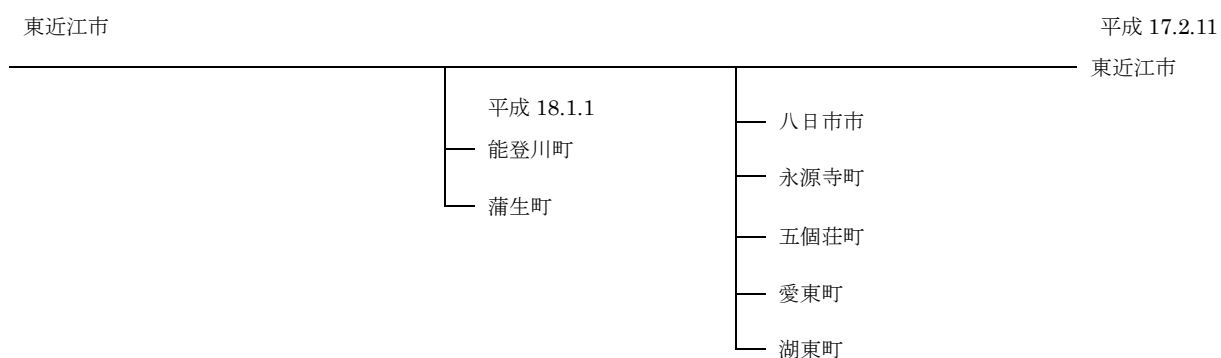 東近江市
平成 17.2.11
東近江市
平成 18.1.1
能登川町
蒲生町
八日市市
永源寺町
五個荘町
愛東町
湖東町